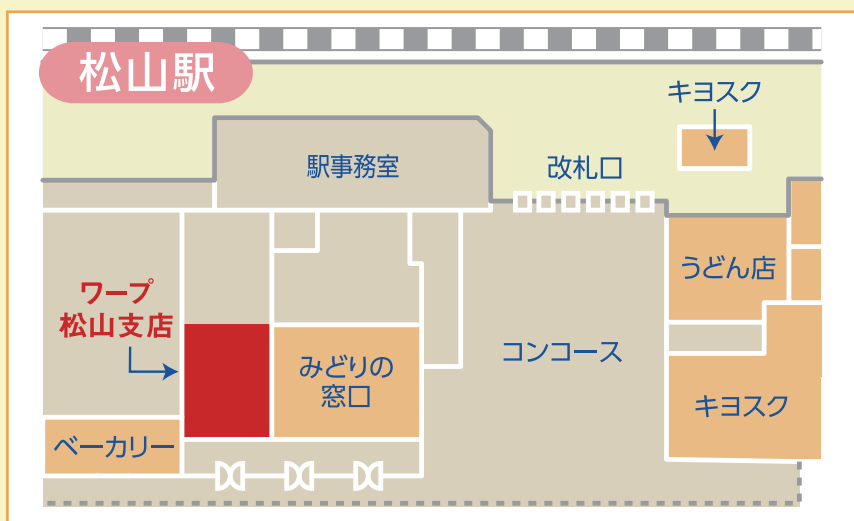 松山駅
キヨスク
駅事務室
改札口
うどん店
ワープ
松山支店
みどりの
窓口
コンコース
キヨスク
ベーカリー